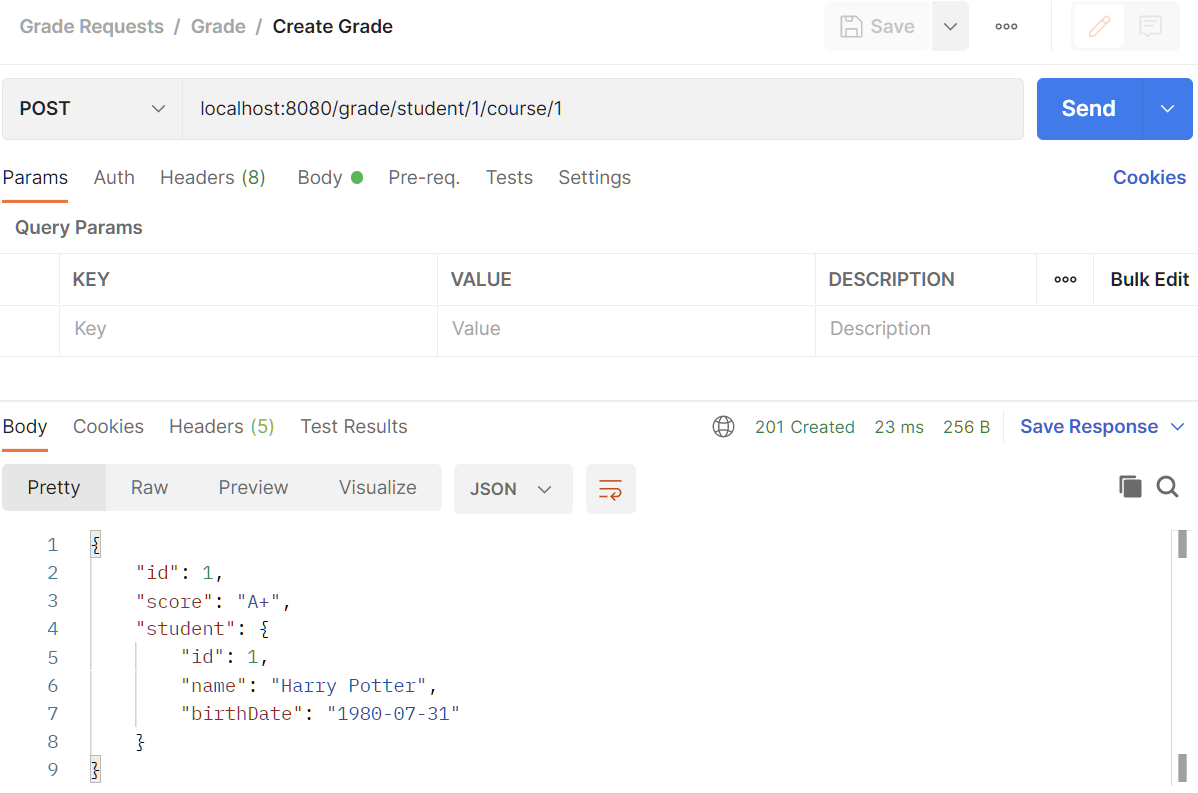 Grade Requests / Grade / Create Grade Save
POST localhost:8080/grade/student/1/course/1 Send
Params Auth Headers (8) Body Pre-req. Tests Settings Cookies
Query Params
KEY VALUE DESCRIPTION Bulk Edit
Key Value Description
Body Cookies Headers (5) Test Results 201 Created 23 ms 256 B Save Response
Pretty Raw Preview Visualize JSON
1 {
2 "id": 1,
3 "score": "A+",
4 "student": {
5 "id": 1,
6 "name": "Harry Potter",
7 "birthDate": "1980-07-31"
8 }
9 }